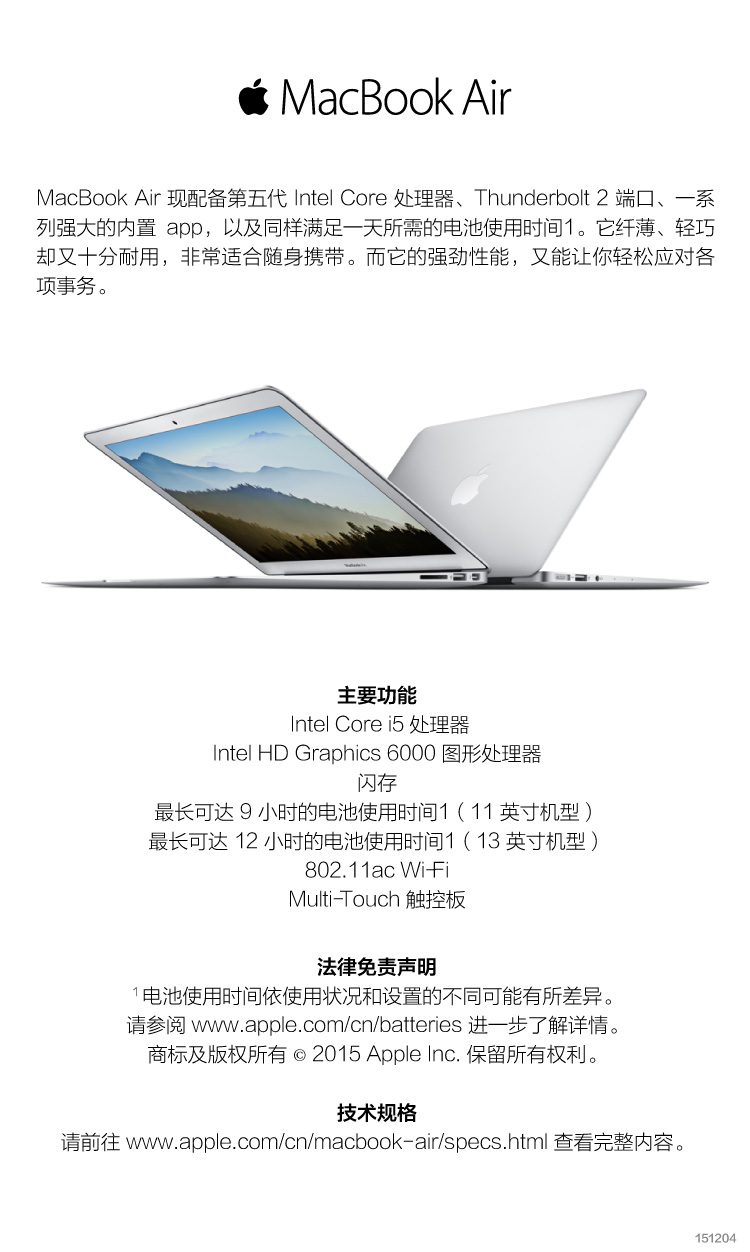 MacBook Air
MacBook Air 现配备第五代 Intel Core 处理器、Thunderbolt 2 端口、一系
列强大的内置 app，以及同样满足一天所需的电池使用时间1。它纤薄、轻巧
却又十分耐用，非常适合随身携带。而它的强劲性能，又能让你轻松应对各
项事务。
MacBook Air
主要功能
Intel Core i5 处理器
Intel HD Graphics 6000 图形处理器
闪存
最长可达 9 小时的电池使用时间1（11 英寸机型）
最长可达 12 小时的电池使用时间1（13 英寸机型）
802.11ac Wi-Fi
Multi-Touch 触控板
法律免责声明
¹电池使用时间依使用状况和设置的不同可能有所差异。
请参阅 www.apple.com/cn/batteries 进一步了解详情。
商标及版权所有 © 2015 Apple Inc. 保留所有权利。
技术规格
请前往 www.apple.com/cn/macbook-air/specs.html 查看完整内容。
151204